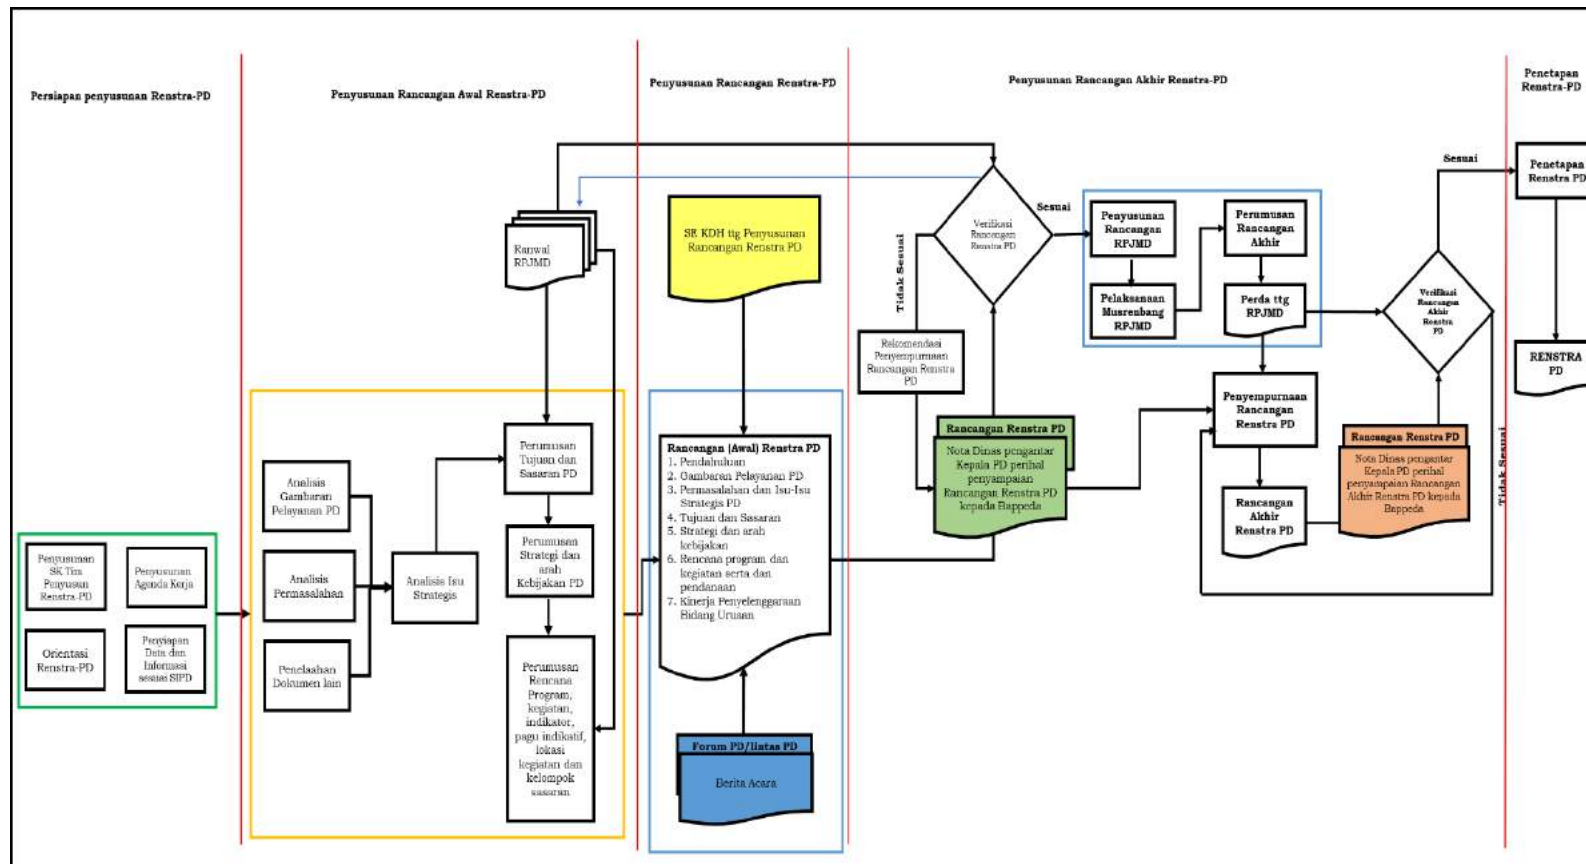 Persiapan penyusunan Renstra-PD
Penyusunan
SK Tim
Penyusun
Renstra-PD
Penyusunan
Agenda Kerja
Orientasi
Renstra-PD
Penyiapan
Data dan
Informasi
sesuai SIPD
Penyusunan Rancangan Awal Renstra-PD
Ranwal
RPJMD
Analisis
Gambaran
Pelayanan PD
Analisis
Permasalahan
Penelaahan
Dokumen lain
Analisis Isu
Strategis
Perumusan
Tujuan dan
Sasaran PD
Perumusan
Strategi dan
arah
Kebijakan PD
Perumusan
Rencana
Program,
kegiatan,
indikator,
pagu indikatif,
lokasi
kegiatan dan
kelompok
sasaran
Penyusunan Rancangan Renstra-PD
SE KDH ttg Penyusunan
Rancangan Renstra PD
Rancangan (Awal) Renstra PD
1. Pendahuluan
2. Gambaran Pelayanan PD
3. Permasalahan dan Isu-Isu
Strategis PD
4. Tujuan dan Sasaran
5. Strategi dan arah
kebijakan
6. Rencana program dan
kegiatan serta dan
pendanaan
7. Kinerja Penyelenggaraan
Bidang Urusan
Forum PD/lintas PD
Berita Acara
Penyusunan Rancangan Akhir Renstra-PD
Verifikasi
Rancangan
Renstra PD
Sesuai
Tidak Sesuai
Rekomendasi
Penyempurnaan
Rancangan Renstra
PD
Rancangan Renstra PD
Nota Dinas pengantar
Kepala PD perihal
penyampaian
Rancangan Renstra PD
kepada Bappeda
Penyusunan
Rancangan
RPJMD
Pelaksanaan
Musrenbang
RPJMD
Perumusan
Rancangan
Akhir
Perda ttg
RPJMD
Penyempurnaan
Rancangan
Renstra PD
Rancangan
Akhir
Renstra PD
Rancangan Renstra PD
Nota Dinas pengantar
Kepala PD perihal
penyampaian Rancangan
Akhir Renstra PD kepada
Bappeda
Verifikasi
Rancangan
Akhir
Renstra
PD
Sesuai
Tidak Sesuai
Penetapan
Renstra-PD
Penetapan
Renstra PD
RENSTRA
PD